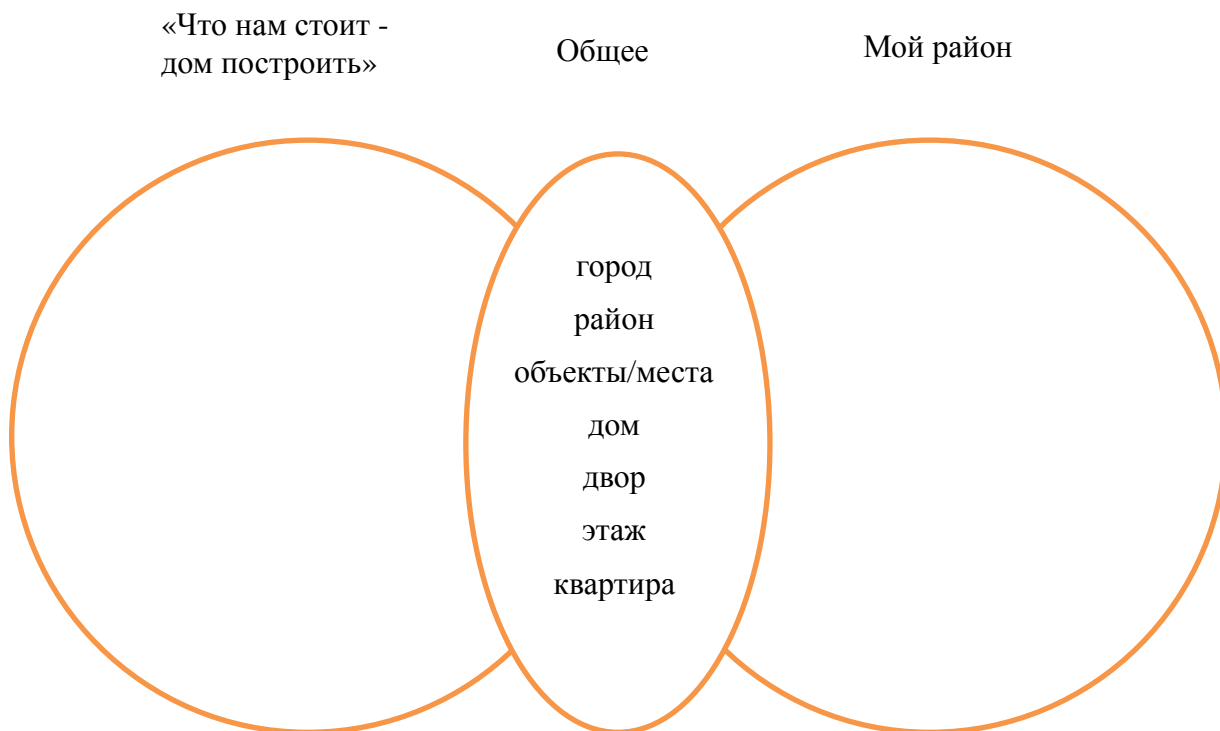 «Что нам стоит -
дом построить»
Общее
Мой район
город
район
объекты/места
дом
двор
этаж
квартира